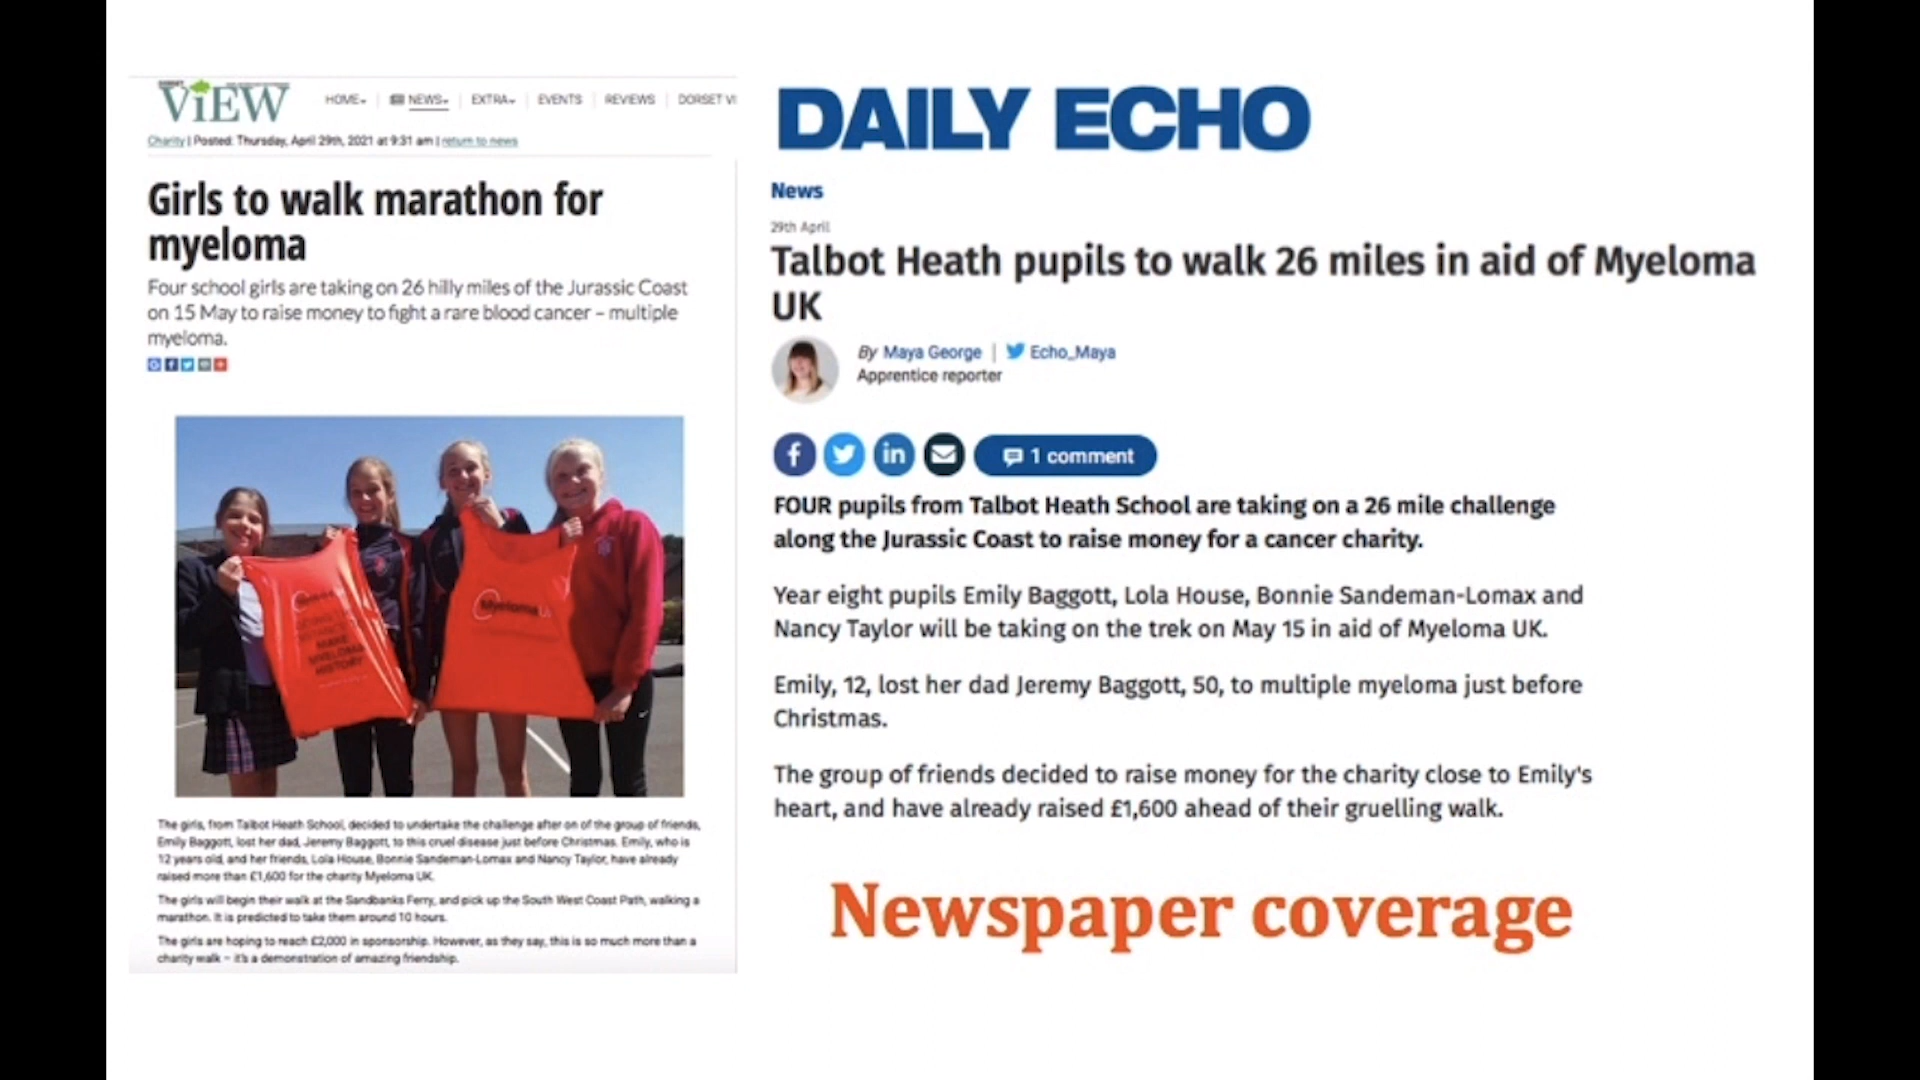 ViEW
HOME
NEWS
EXTRA
EVENTS
REVIEWS
DORSET VI
Charity | Posted: Thursday, April 29th, 2021 at 9:31 am | return to news
Girls to walk marathon for
myeloma
Four school girls are taking on 26 hilly miles of the Jurassic Coast
on 15 May to raise money to fight a rare blood cancer – multiple
myeloma.
Myeloma
MAKE
MYELOMA
HISTORY
Myeloma
The girls, from Talbot Heath School, decided to undertake the challenge after on of the group of friends,
Emily Baggott, lost her dad, Jeremy Baggott, to this cruel disease just before Christmas. Emily, who is
12 years old, and her friends, Lola House, Bonnie Sandeman-Lomax and Nancy Taylor, have already
raised more than £1,600 for the charity Myeloma UK.
The girls will begin their walk at the Sandbanks Ferry, and pick up the South West Coast Path, walking a
marathon. It is predicted to take them around 10 hours.
The girls are hoping to reach £2,000 in sponsorship. However, as they say, this is so much more than a
charity walk – it's a demonstration of amazing friendship.
DAILY ECHO
News
29th April
Talbot Heath pupils to walk 26 miles in aid of Myeloma
UK
By Maya George | Echo_Maya
Apprentice reporter
1 comment
FOUR pupils from Talbot Heath School are taking on a 26 mile challenge
along the Jurassic Coast to raise money for a cancer charity.
Year eight pupils Emily Baggott, Lola House, Bonnie Sandeman-Lomax and
Nancy Taylor will be taking on the trek on May 15 in aid of Myeloma UK.
Emily, 12, lost her dad Jeremy Baggott, 50, to multiple myeloma just before
Christmas.
The group of friends decided to raise money for the charity close to Emily's
heart, and have already raised £1,600 ahead of their gruelling walk.
Newspaper coverage